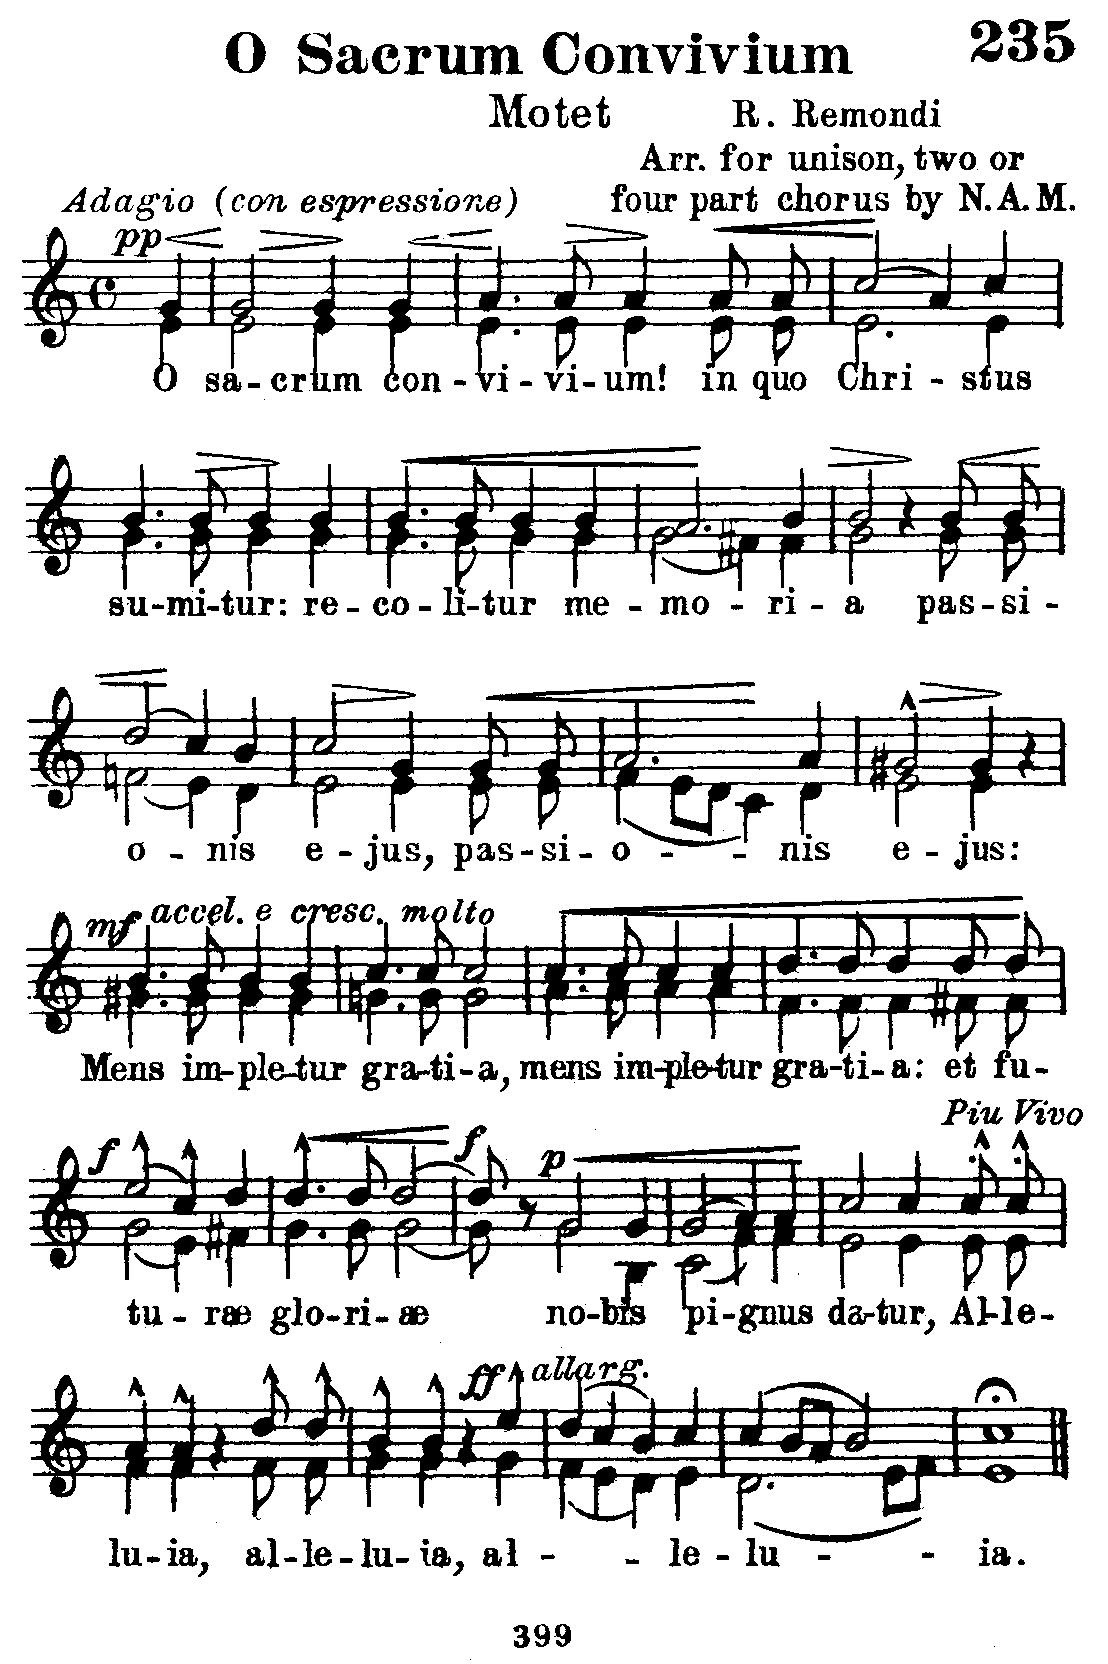 235
O Sacrum Convivium
Motet R. Remondi
Arr. for unison, two or
Adagio (con espressione) four part chorus by N.A.M.
pp
O sa-crum con-vi-vi-um! in quo Chri-stus
su-mi-tur: re-co-li-tur me-mo-ri-a pas-si-
o-nis e-jus, pas-si-o--nis e-jus:
mf accel. e cresc. molto
Mens im-ple-tur gra-ti-a, mens im-ple-tur gra-ti-a: et fu-
Piu Vivo
f f p
tu-ræ glo-ri-æ no-bis pi-gnus da-tur, Al-le-
ff allarg.
lu-ia, al-le-lu-ia, al--le-lu--ia.
399